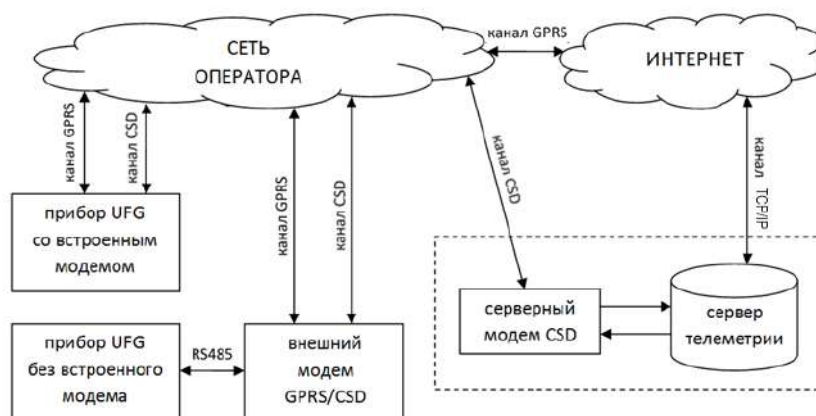 СЕТЬ
ОПЕРАТОРА
канал GPRS
ИНТЕРНЕТ
канал GPRS
канал CSD
канал GPRS
канал CSD
канал CSD
канал TCP/IP
прибор UFG
со встроенным
модемом
прибор UFG
без встроенного
модема
RS485
внешний
модем
GPRS/CSD
серверный
модем CSD
сервер
телеметрии